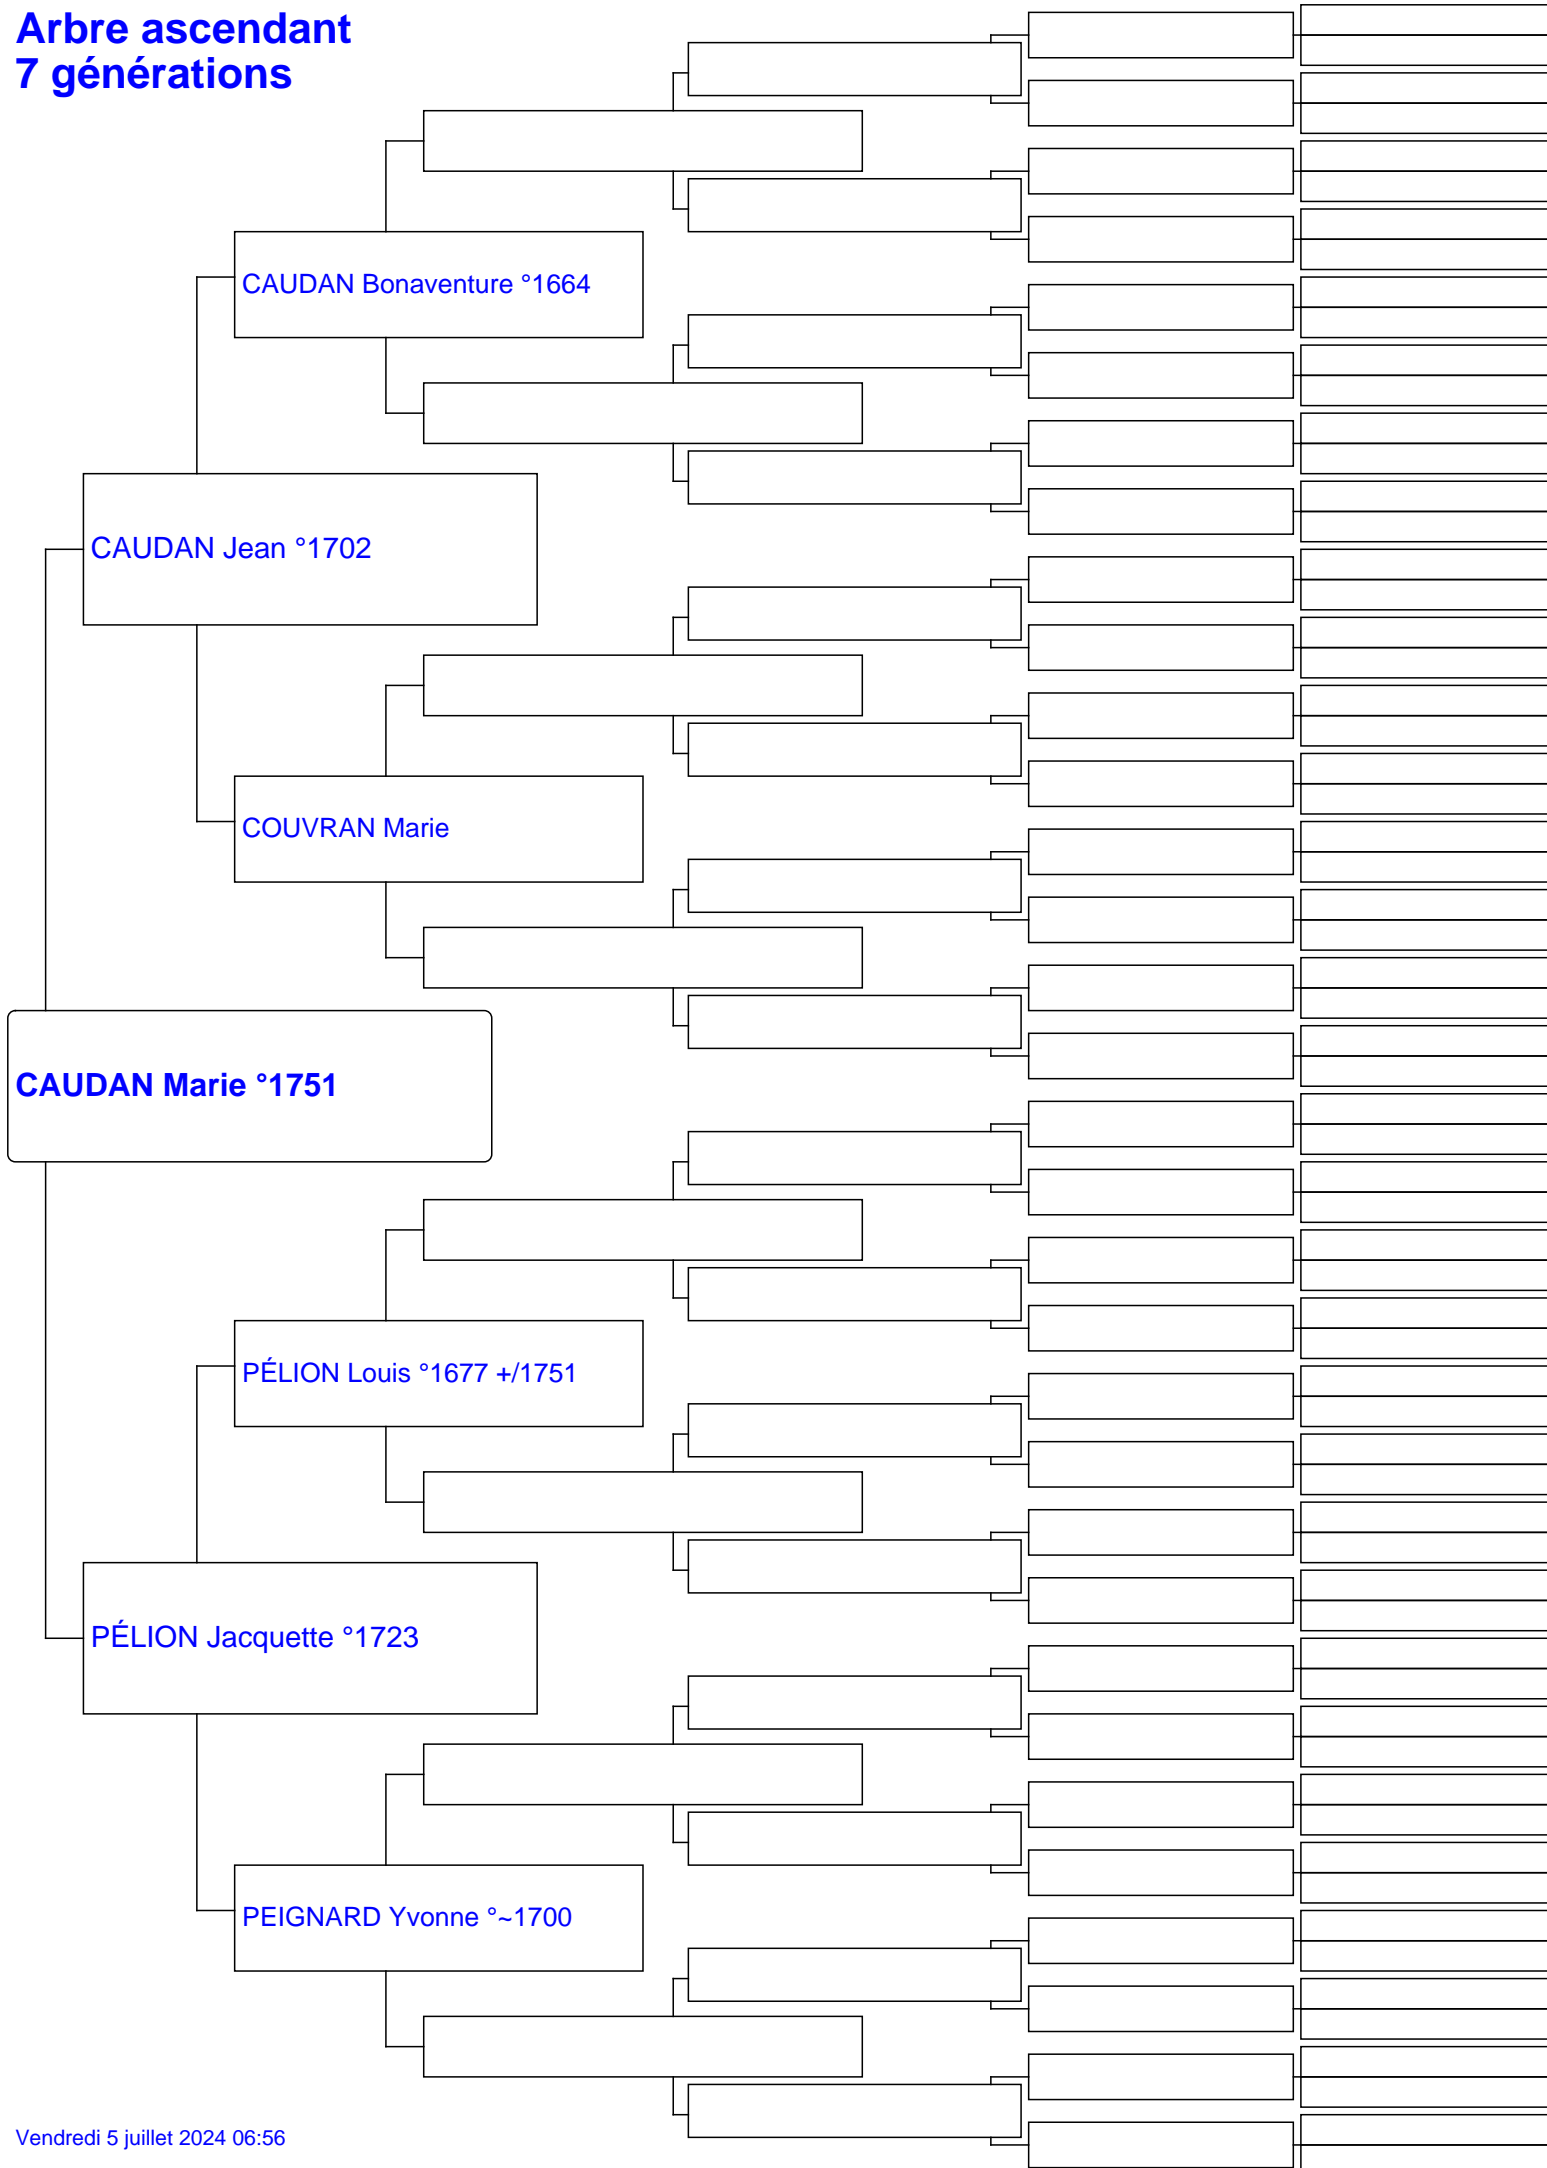 Arbre ascendant
7 générations
CAUDAN Bonaventure °1664
CAUDAN Jean °1702
COUVRAN Marie
CAUDAN Marie °1751
PÉLION Louis °1677 +/1751
PÉLION Jacquette °1723
PEIGNARD Yvonne °~1700
Vendredi 5 juillet 2024 06:56